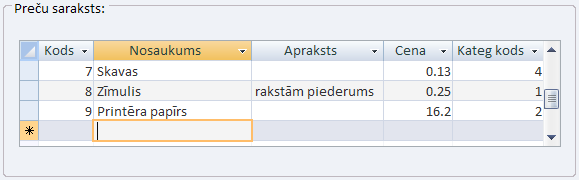 Preču saraksts:
Kods Nosaukums Apraksts Cena Kateg kods
7 Skavas 0.13 4
8 Zīmulis rakstām piederums 0.25 1
9 Printēra papīrs 16.2 2